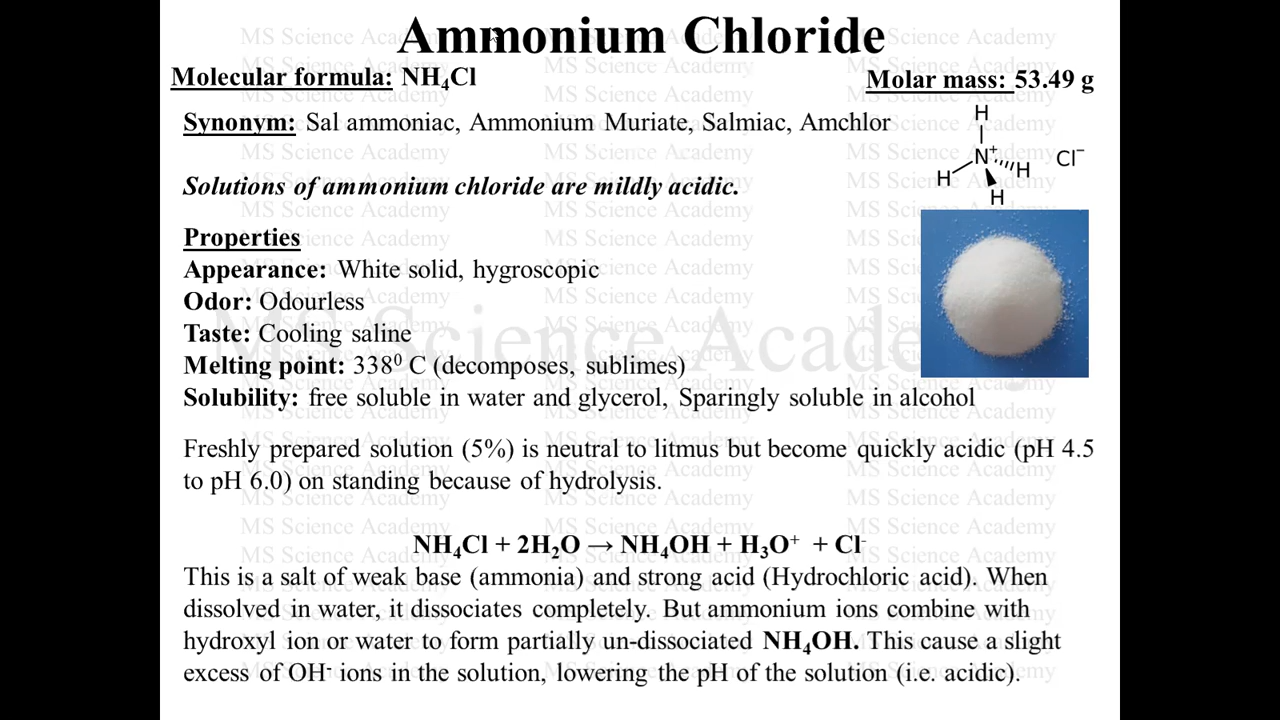 Ammonium Chloride
Molecular formula: NH₄Cl
Molar mass: 53.49 g
Synonym: Sal ammoniac, Ammonium Muriate, Salmiac, Amchlor
H
N⁺ H Cl⁻
H
H
Solutions of ammonium chloride are mildly acidic.
Properties
Appearance: White solid, hygroscopic
Odor: Odourless
Taste: Cooling saline
Melting point: 338⁰ C (decomposes, sublimes)
Solubility: free soluble in water and glycerol, Sparingly soluble in alcohol
Freshly prepared solution (5%) is neutral to litmus but become quickly acidic (pH 4.5
to pH 6.0) on standing because of hydrolysis.
NH₄Cl + 2H₂O → NH₄OH + H₃O⁺ + Cl⁻
This is a salt of weak base (ammonia) and strong acid (Hydrochloric acid). When
dissolved in water, it dissociates completely. But ammonium ions combine with
hydroxyl ion or water to form partially un-dissociated NH₄OH. This cause a slight
excess of OH⁻ ions in the solution, lowering the pH of the solution (i.e. acidic).
MS Science Academy